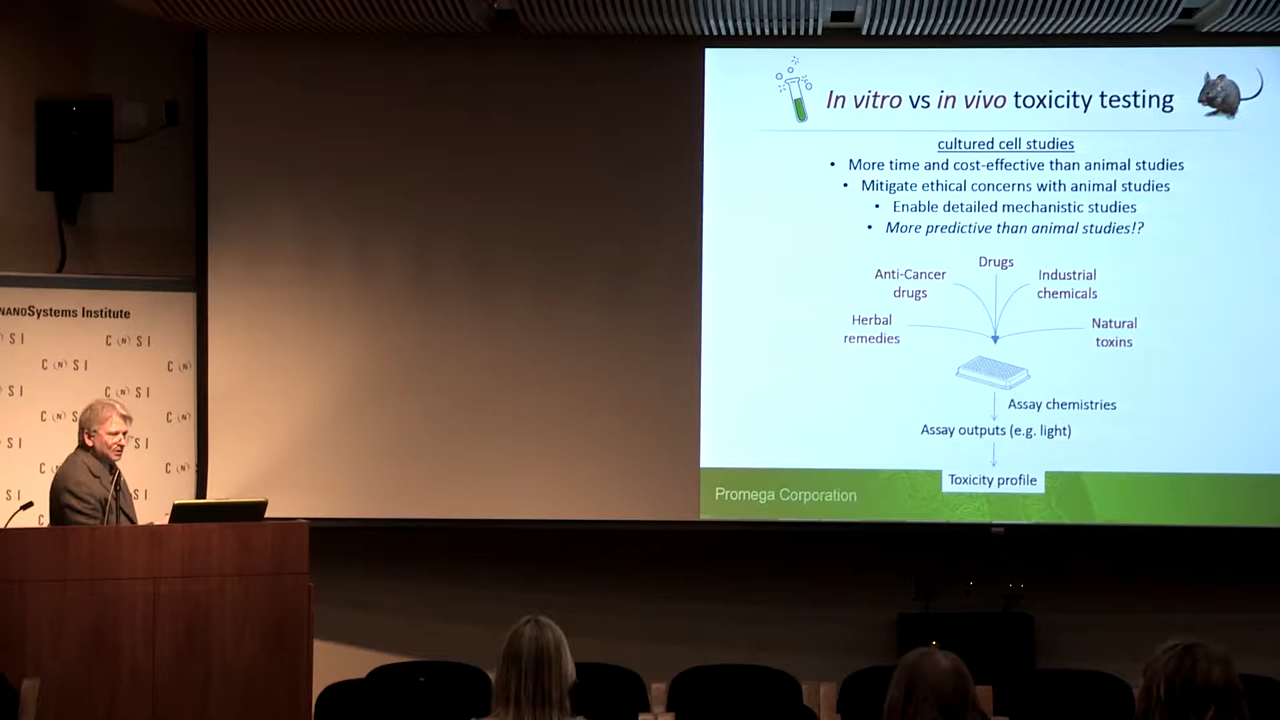 In vitro vs in vivo toxicity testing
cultured cell studies
• More time and cost-effective than animal studies
• Mitigate ethical concerns with animal studies
• Enable detailed mechanistic studies
• More predictive than animal studies!?
Drugs
Anti-Cancer
drugs
Industrial
chemicals
Herbal
remedies
Natural
toxins
Assay chemistries
Assay outputs (e.g. light)
Toxicity profile
Promega Corporation
NANOSystems Institute
S I
C (N) S I
C (N) S I
C (N)
S I
C (N) S I
C (N) S
C (N)
S I
S I
C (N)
S I
S I
C